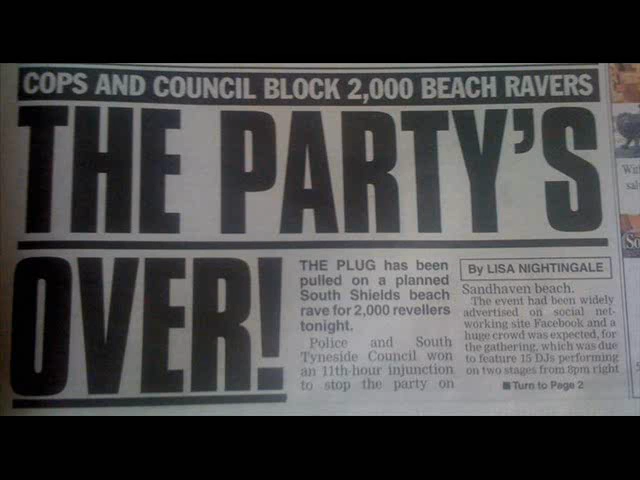 COPS AND COUNCIL BLOCK 2,000 BEACH RAVERS
THE PARTY'S
OVER!
THE PLUG has been
pulled on a planned
South Shields beach
rave for 2,000 revellers
tonight.
Police and South
Tyneside Council won
an 11th-hour injunction
to stop the party on
By LISA NIGHTINGALE
Sandhaven beach.
The event had been widely
advertised on social net-
working site Facebook and a
huge crowd was expected, for
the gathering, which was due
to feature 15 DJs performing
on two stages from 8pm right
■ Turn to Page 2